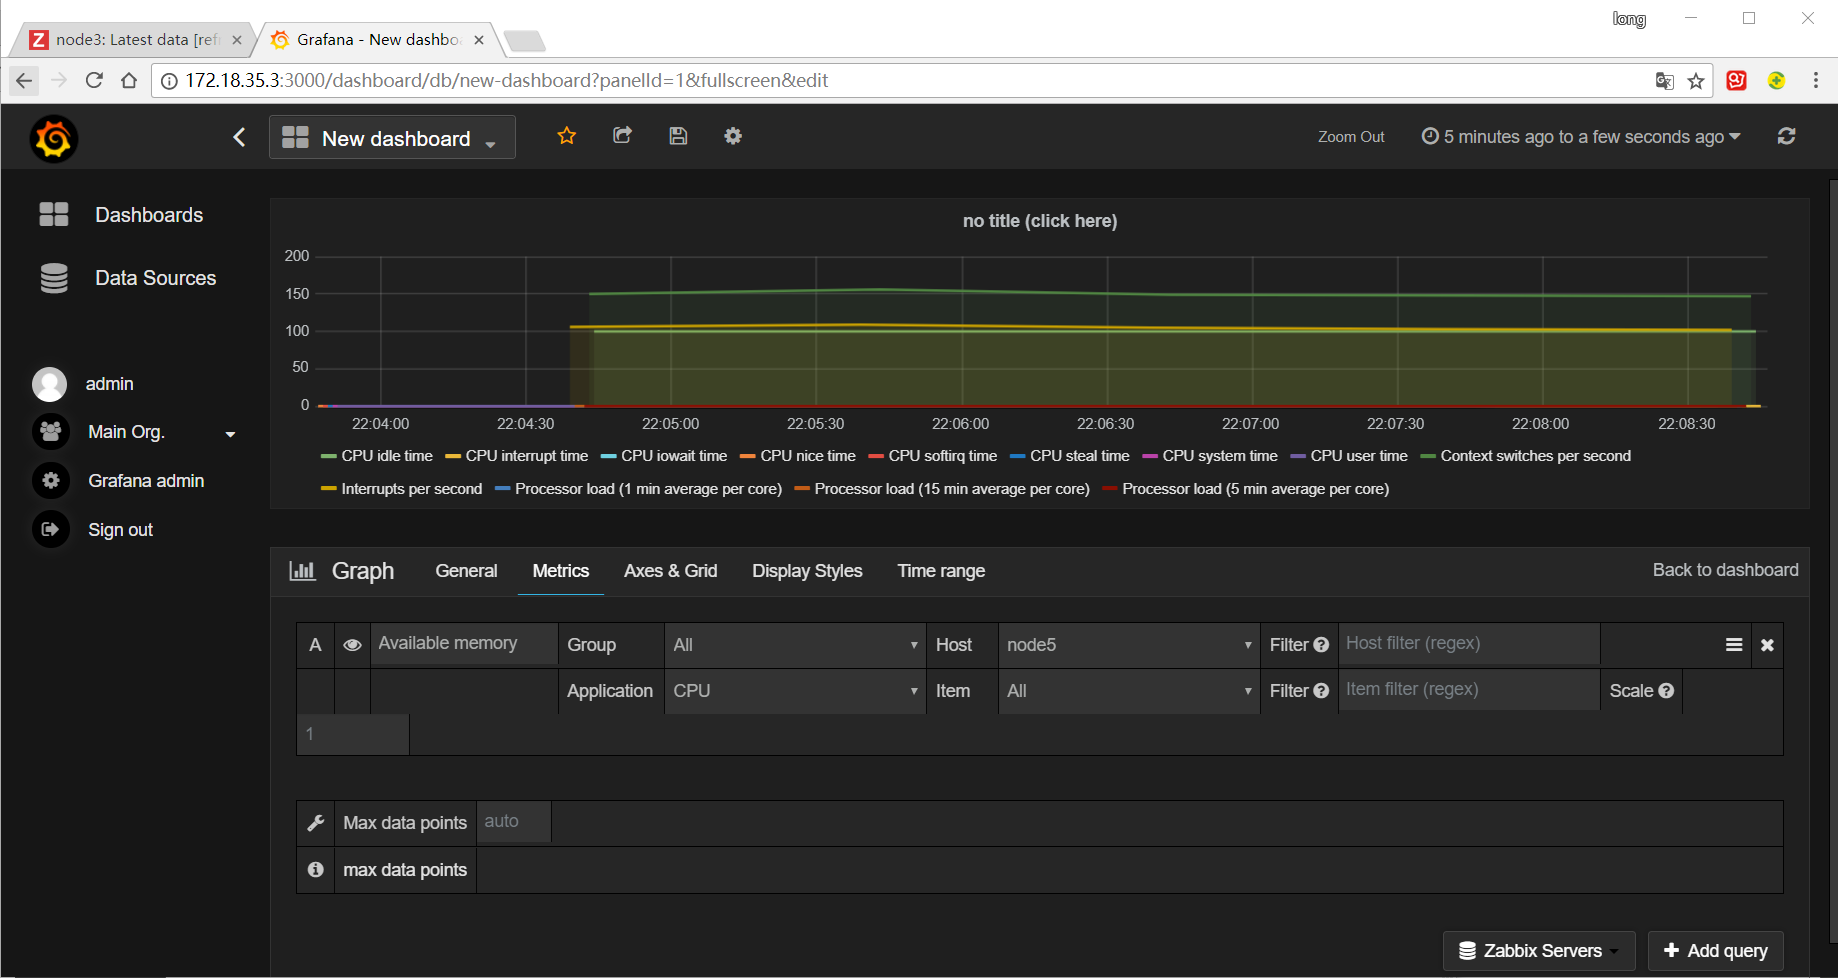 long
node3: Latest data [ref
Grafana - New dashbo
172.18.35.3:3000/dashboard/db/new-dashboard?panelId=1&fullscreen&edit
New dashboard
Zoom Out
5 minutes ago to a few seconds ago
Dashboards
Data Sources
admin
Main Org.
Grafana admin
Sign out
no title (click here)
200
150
100
50
0
22:04:00 22:04:30 22:05:00 22:05:30 22:06:00 22:06:30 22:07:00 22:07:30 22:08:00 22:08:30
CPU idle time CPU interrupt time CPU iowait time CPU nice time CPU softirq time CPU steal time CPU system time CPU user time Context switches per second
Interrupts per second Processor load (1 min average per core) Processor load (15 min average per core) Processor load (5 min average per core)
Graph General Metrics Axes & Grid Display Styles Time range Back to dashboard
A Available memory Group All Host node5 Filter Host filter (regex)
Application CPU Item All Filter Item filter (regex) Scale
1
Max data points auto
max data points
Zabbix Servers Add query